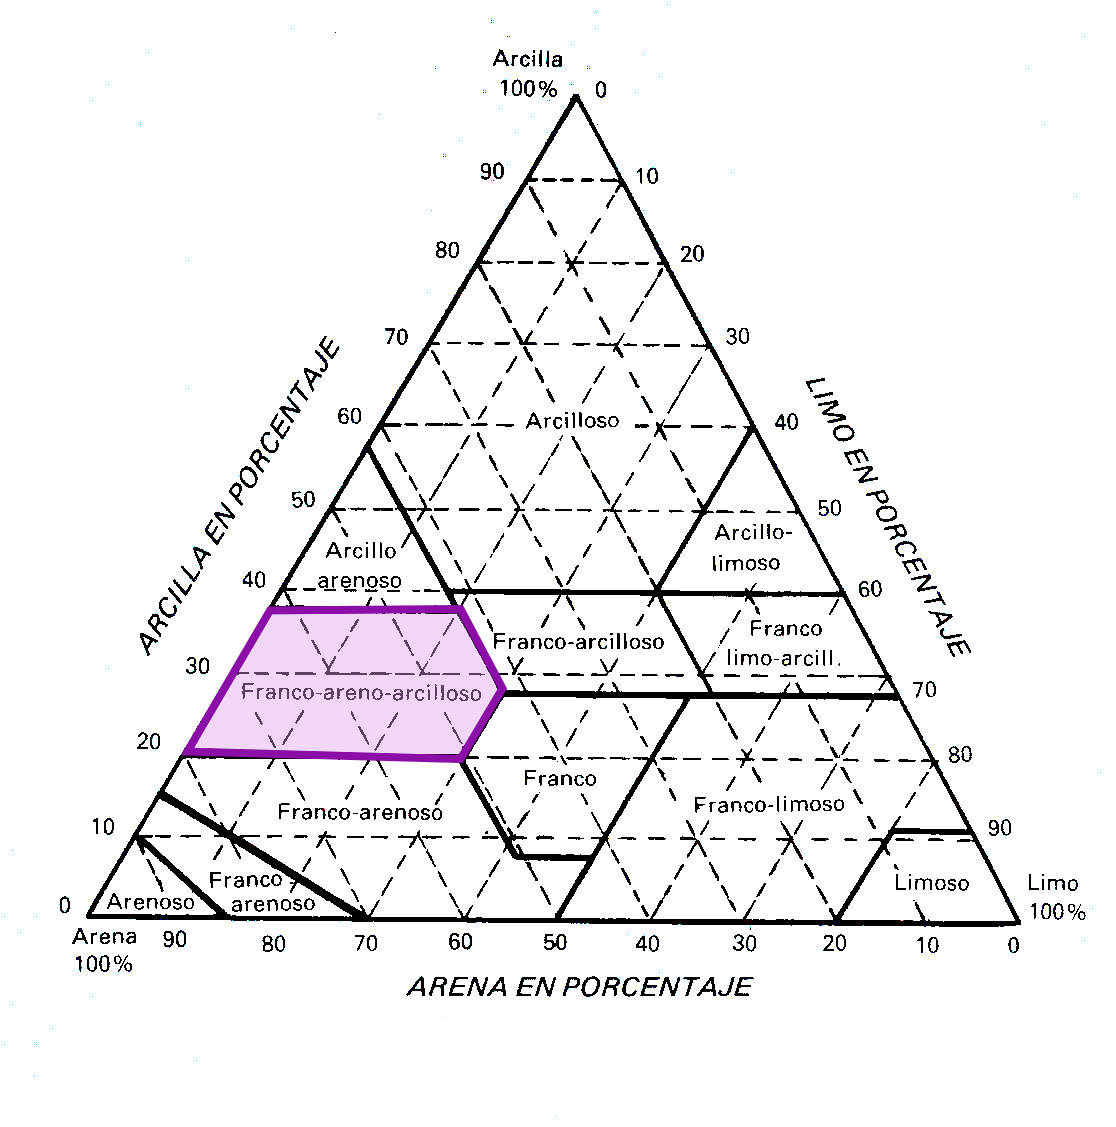 Arcilla
100% 0
90 10
80 20
70 30
60 40
Arcilloso
50 50
Arcillo-
limoso
Arcillo
arenoso
40 60
Franco-arcilloso
Franco
limo-arcill.
30 70
Franco-areno-arcilloso
20 80
Franco
Franco-limoso
Franco-arenoso
10 90
Franco
arenoso
Arenoso
Limoso
0
Limo
100%
Arena
100%
90 80 70 60 50 40 30 20 10 0
ARCILLA EN PORCENTAJE
LIMO EN PORCENTAJE
ARENA EN PORCENTAJE